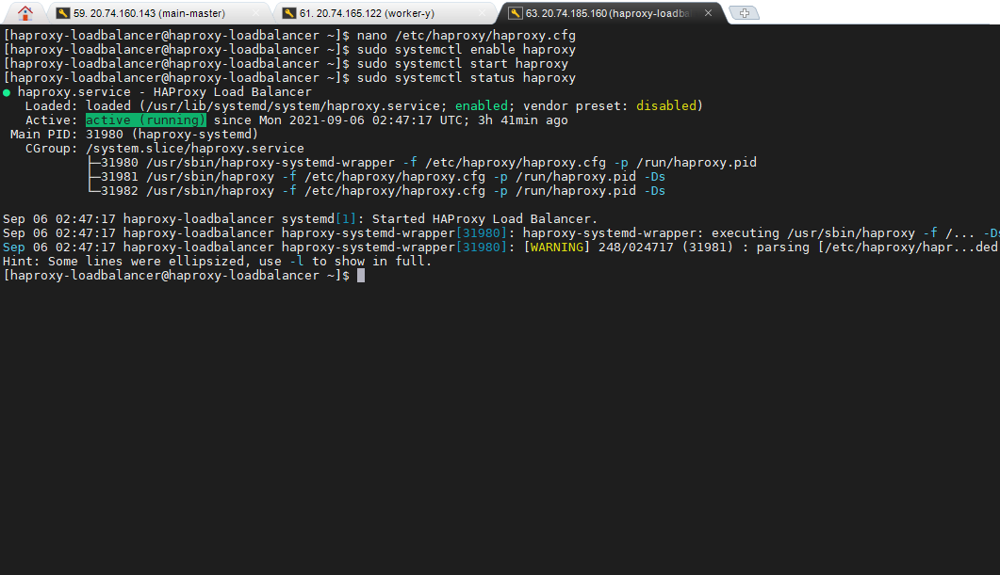 59. 20.74.160.143 (main-master)
61. 20.74.165.122 (worker-y)
63. 20.74.185.160 (haproxy-loadba
[haproxy-loadbalancer@haproxy-loadbalancer ~]$ nano /etc/haproxy/haproxy.cfg
[haproxy-loadbalancer@haproxy-loadbalancer ~]$ sudo systemctl enable haproxy
[haproxy-loadbalancer@haproxy-loadbalancer ~]$ sudo systemctl start haproxy
[haproxy-loadbalancer@haproxy-loadbalancer ~]$ sudo systemctl status haproxy
● haproxy.service - HAProxy Load Balancer
   Loaded: loaded (/usr/lib/systemd/system/haproxy.service; enabled; vendor preset: disabled)
   Active: active (running) since Mon 2021-09-06 02:47:17 UTC; 3h 41min ago
 Main PID: 31980 (haproxy-systemd)
   CGroup: /system.slice/haproxy.service
           ├─31980 /usr/sbin/haproxy-systemd-wrapper -f /etc/haproxy/haproxy.cfg -p /run/haproxy.pid
           ├─31981 /usr/sbin/haproxy -f /etc/haproxy/haproxy.cfg -p /run/haproxy.pid -Ds
           └─31982 /usr/sbin/haproxy -f /etc/haproxy/haproxy.cfg -p /run/haproxy.pid -Ds
Sep 06 02:47:17 haproxy-loadbalancer systemd[1]: Started HAProxy Load Balancer.
Sep 06 02:47:17 haproxy-loadbalancer haproxy-systemd-wrapper[31980]: haproxy-systemd-wrapper: executing /usr/sbin/haproxy -f /... -Ds
Sep 06 02:47:17 haproxy-loadbalancer haproxy-systemd-wrapper[31980]: [WARNING] 248/024717 (31981) : parsing [/etc/haproxy/hapr...ded
Hint: Some lines were ellipsized, use -l to show in full.
[haproxy-loadbalancer@haproxy-loadbalancer ~]$